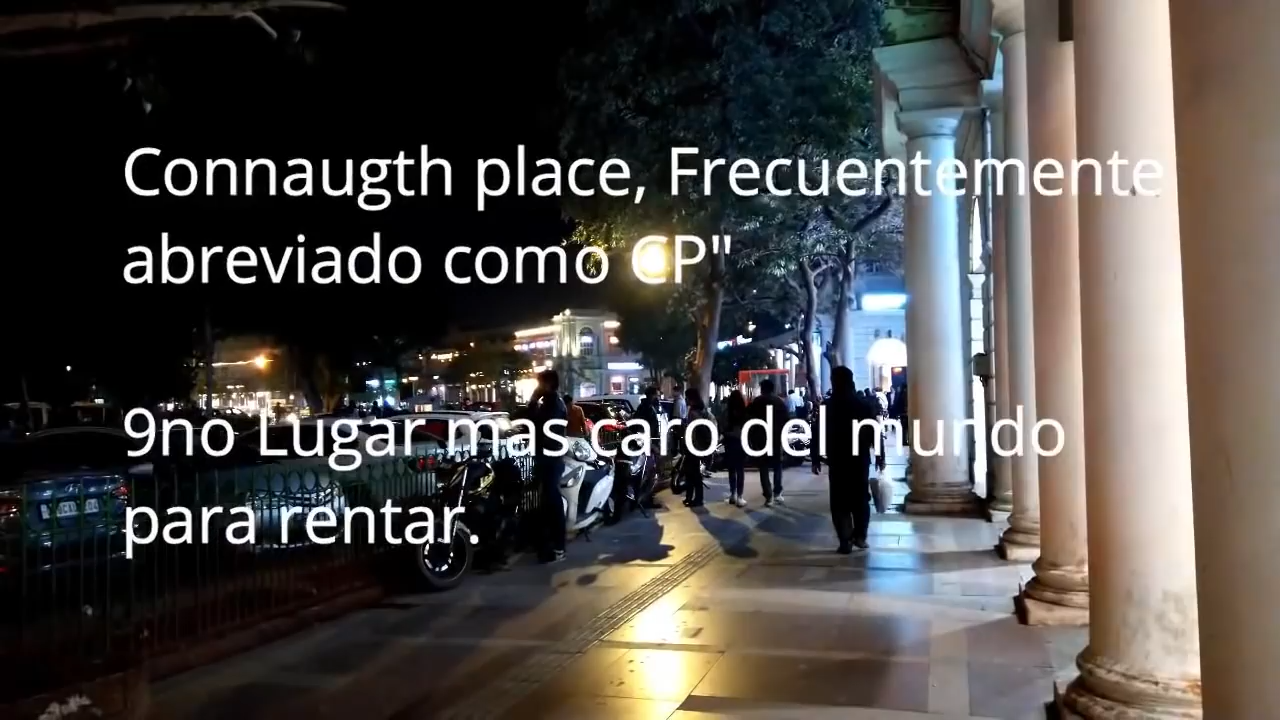 Connaugth place, Frecuentemente
abreviado como CP"
9no Lugar mas caro del mundo
para rentar.